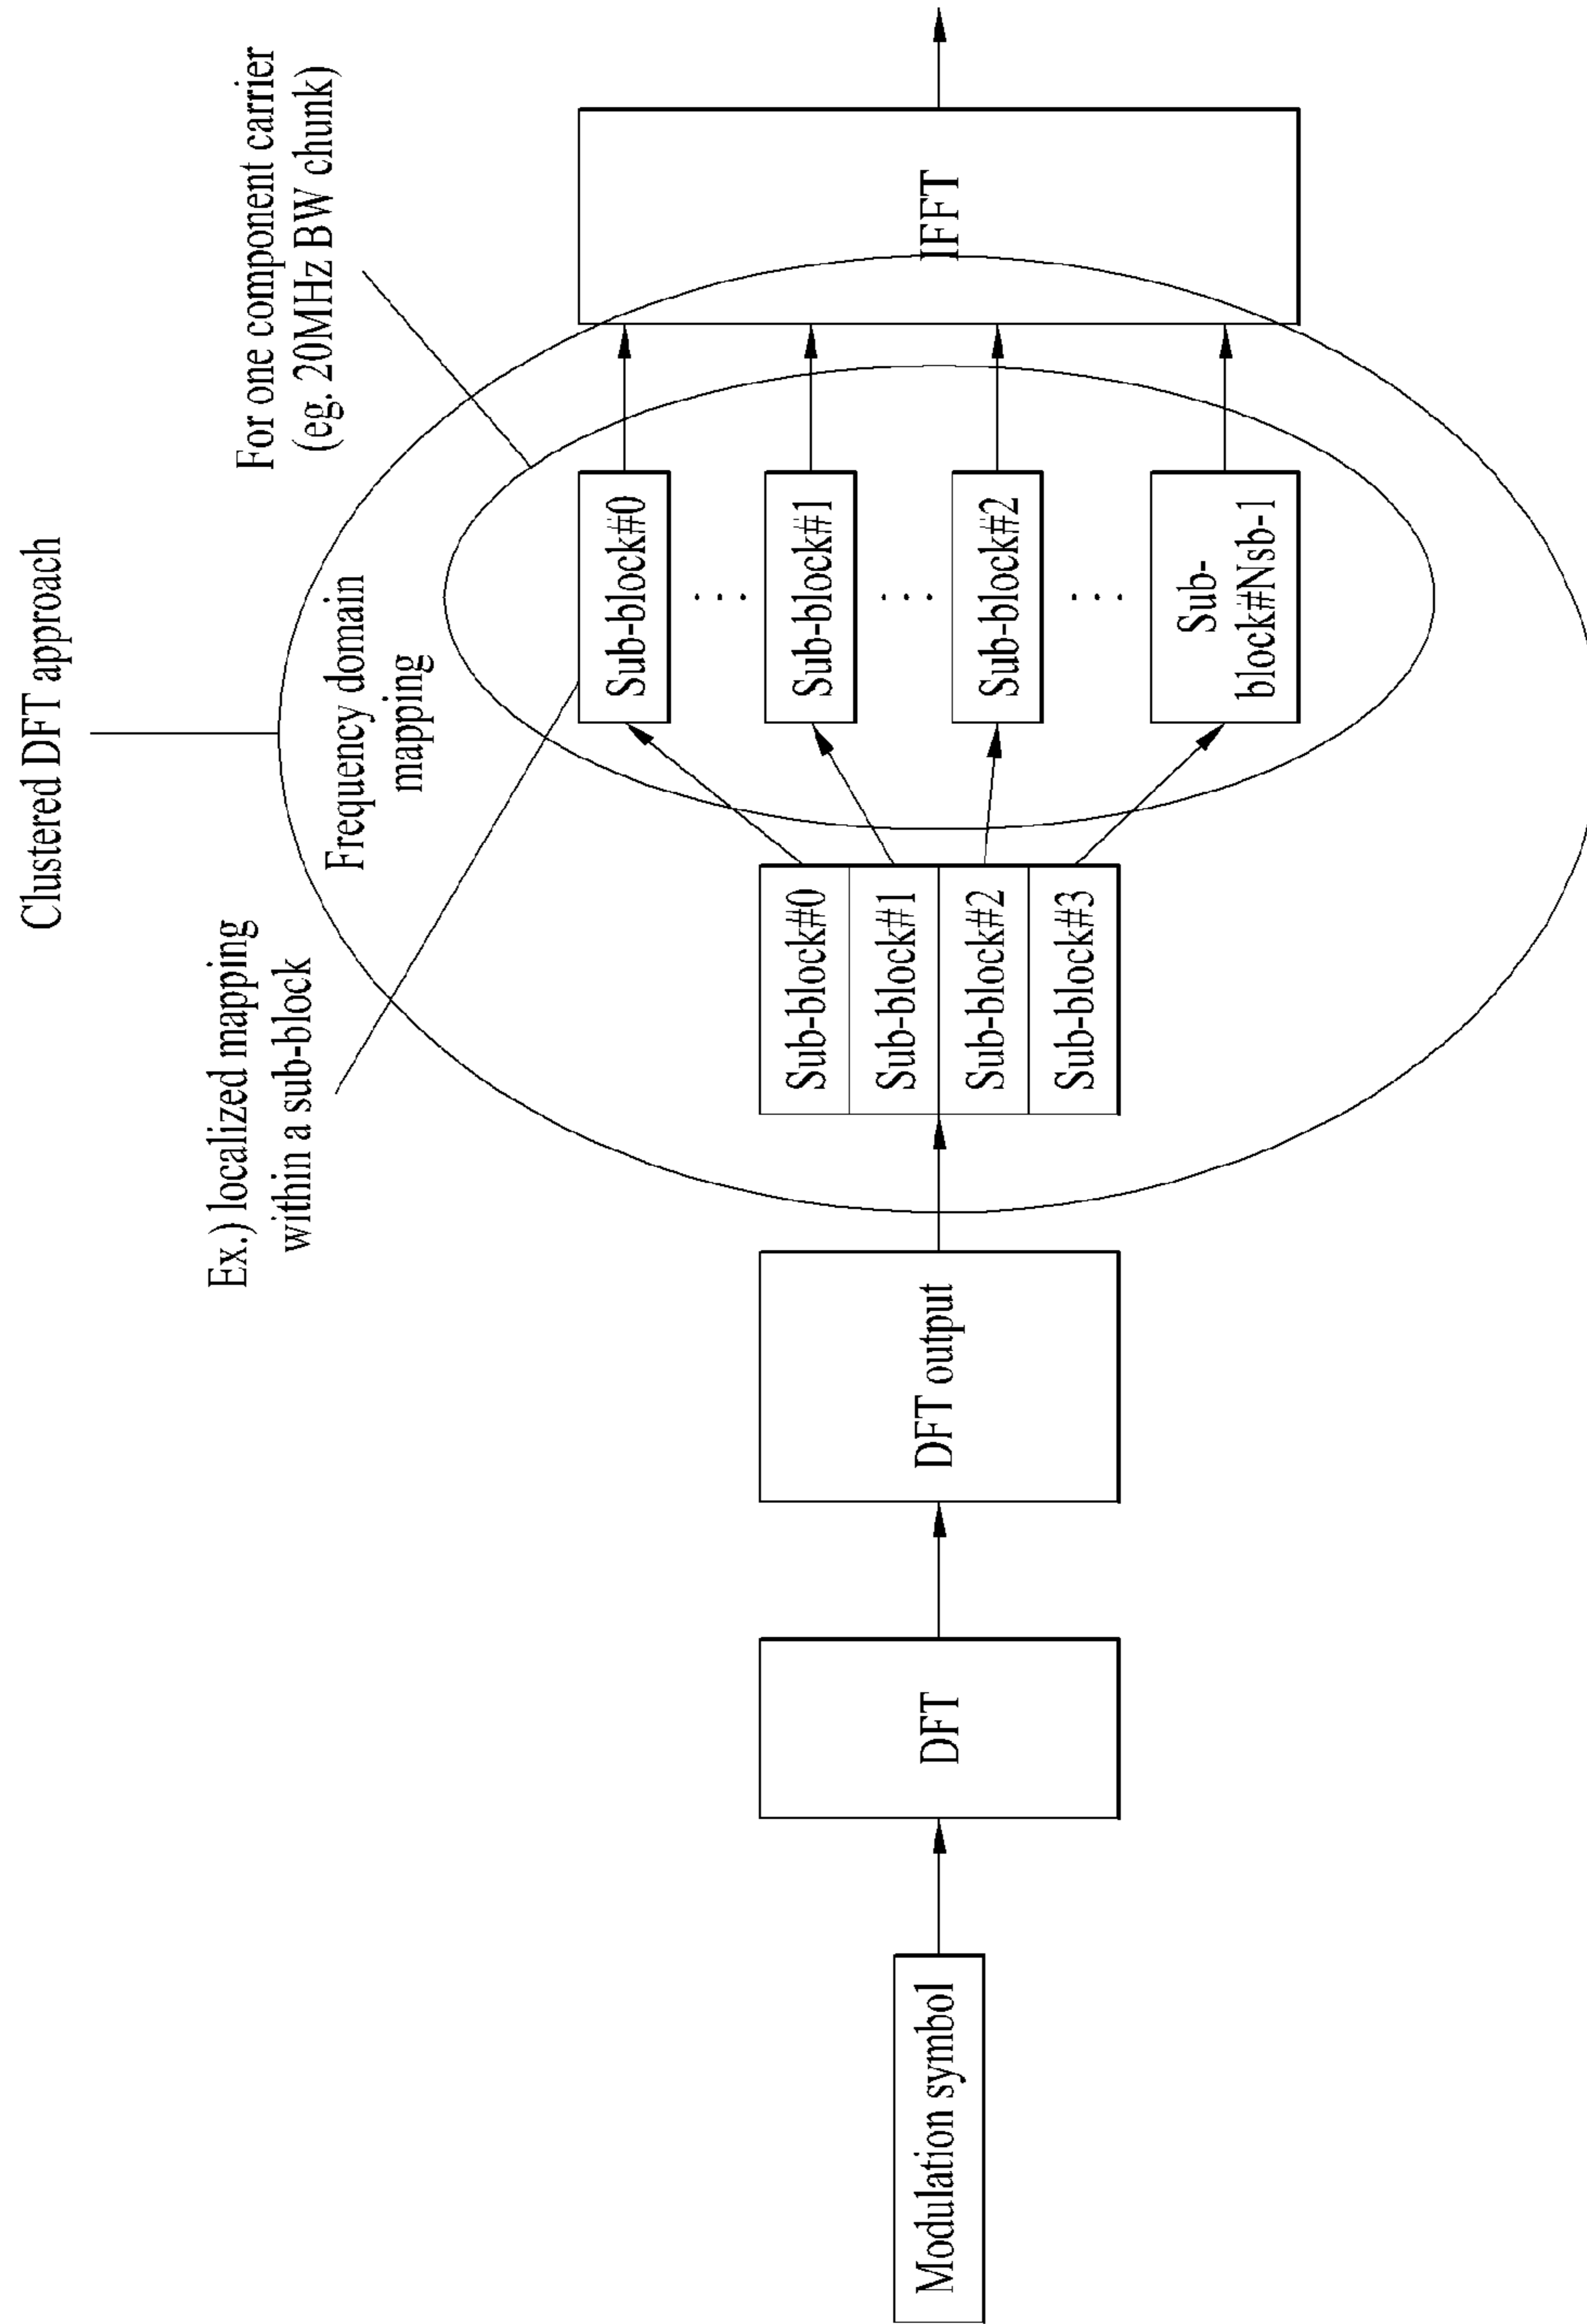 Clustered DFT approach
Ex.) localized mapping
within a sub-block
Frequency domain
mapping
For one component carrier
(eg. 20MHz BW chunk)
Modulation symbol
DFT
DFT output
Sub-block#0
Sub-block#1
Sub-block#2
Sub-block#3
Sub-block#0
Sub-block#1
Sub-block#2
Sub-
block#Nsb-1
IFFT